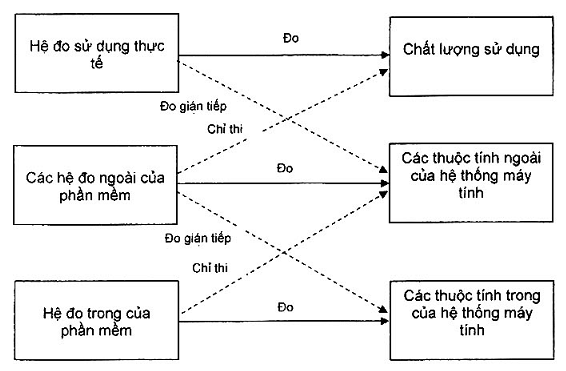 Hệ đo sử dụng thực
tế
Đo
Chất lượng sử dụng
Đo gián tiếp
Chỉ thi
Các hệ đo ngoài của
phần mềm
Đo
Các thuộc tính ngoài
của hệ thống máy
tính
Đo gián tiếp
Chỉ thi
Hệ đo trong của
phần mềm
Đo
Các thuộc tính trong
của hệ thống máy
tính